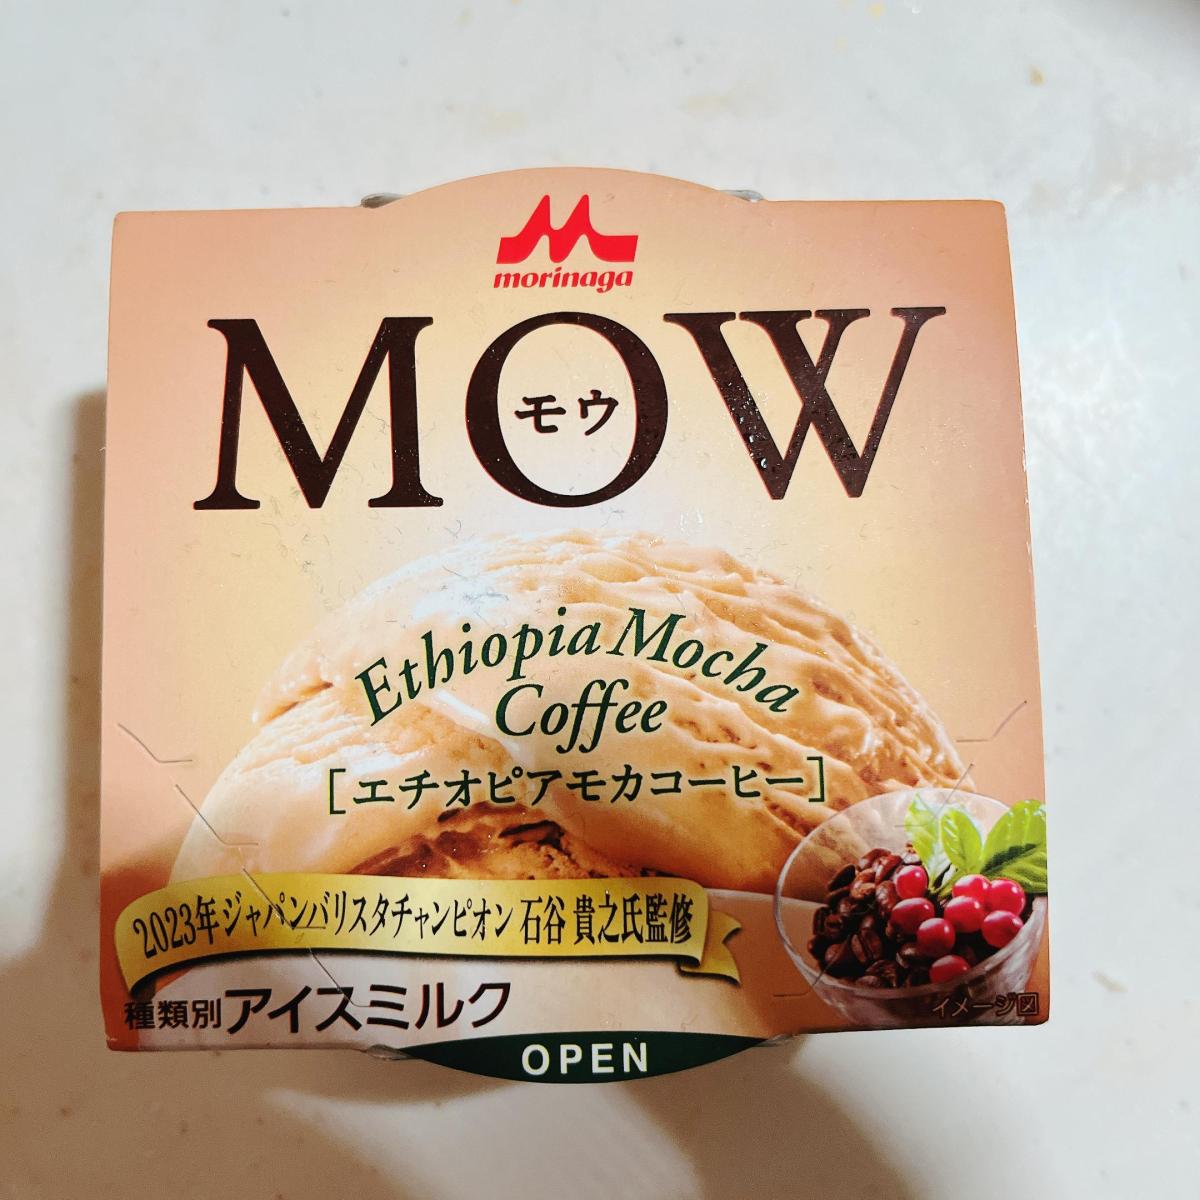 morinaga
MOW
モウ
Ethiopia Mocha
Coffee
[エチオピアモカコーヒー]
2023年ジャパンバリスタチャンピオン 石谷 貴之氏監修
種類別アイスミルク
イメージ図
OPEN